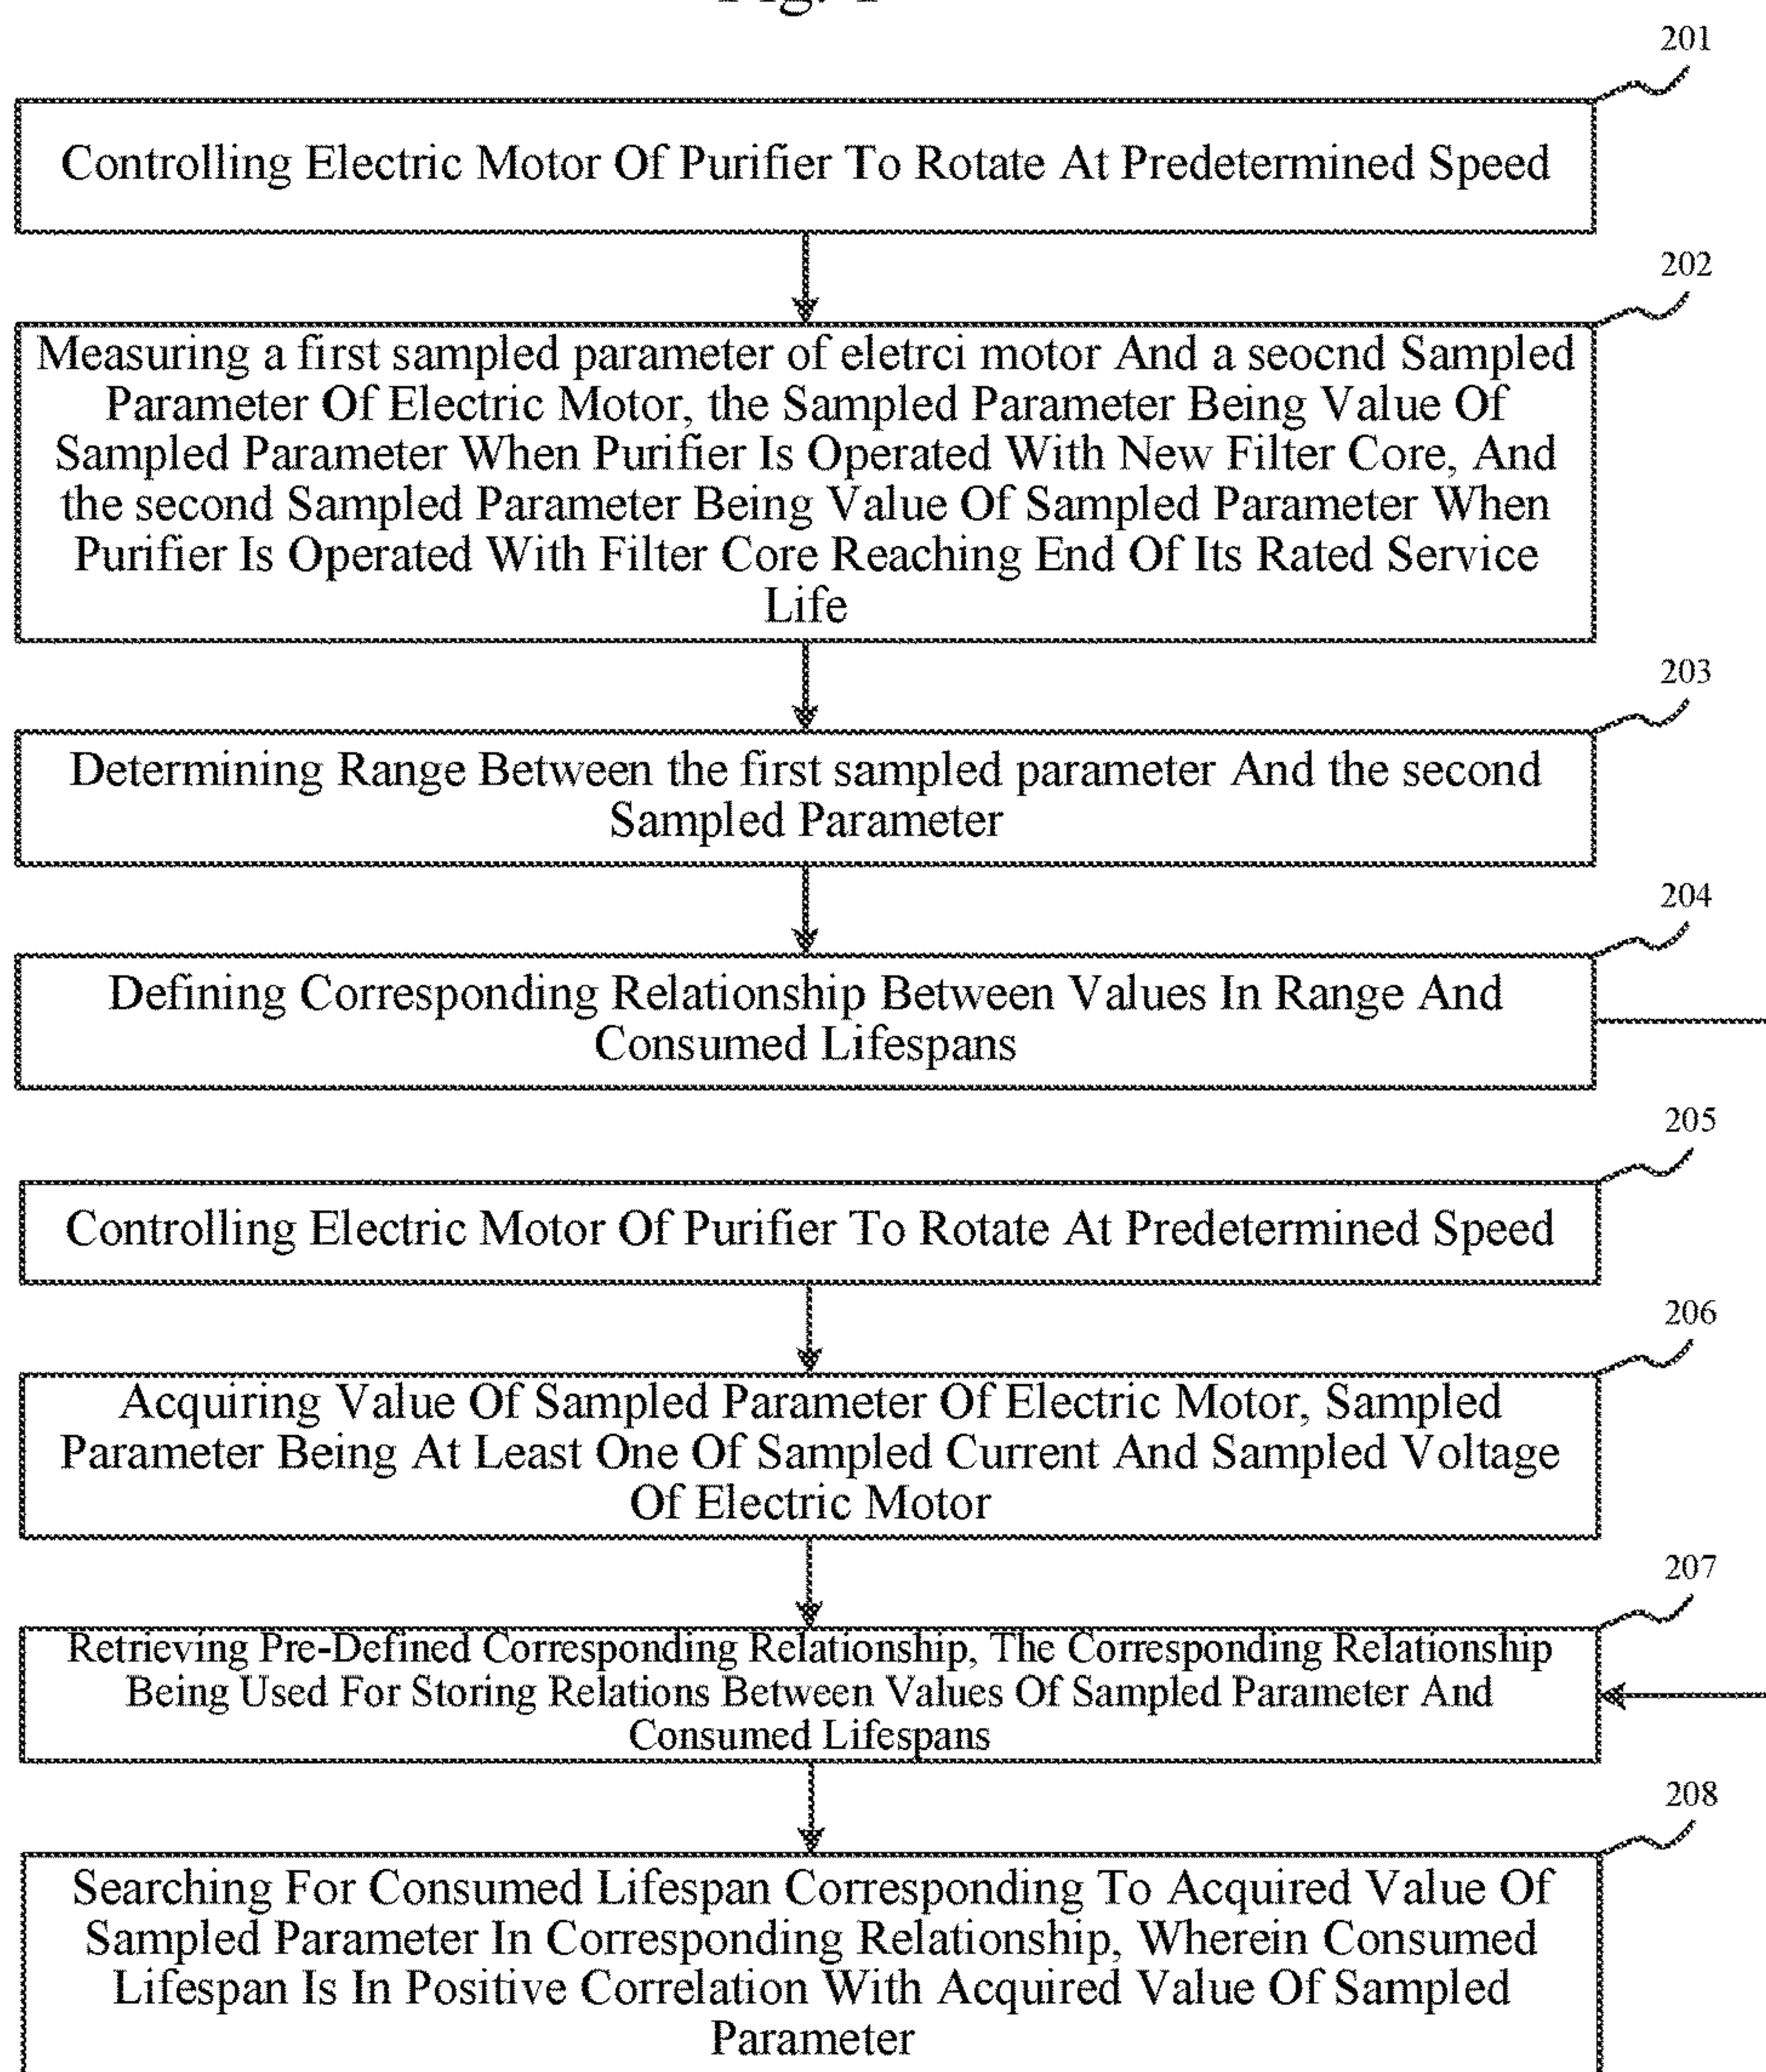 201
Controlling Electric Motor Of Purifier To Rotate At Predetermined Speed
202
Measuring a first sampled parameter of eletrci motor And a seocnd Sampled
Parameter Of Electric Motor, the Sampled Parameter Being Value Of
Sampled Parameter When Purifier Is Operated With New Filter Core, And
the second Sampled Parameter Being Value Of Sampled Parameter When
Purifier Is Operated With Filter Core Reaching End Of Its Rated Service
Life
203
Determining Range Between the first sampled parameter And the second
Sampled Parameter
204
Defining Corresponding Relationship Between Values In Range And
Consumed Lifespans
205
Controlling Electric Motor Of Purifier To Rotate At Predetermined Speed
206
Acquiring Value Of Sampled Parameter Of Electric Motor, Sampled
Parameter Being At Least One Of Sampled Current And Sampled Voltage
Of Electric Motor
207
Retrieving Pre-Defined Corresponding Relationship, The Corresponding Relationship
Being Used For Storing Relations Between Values Of Sampled Parameter And
Consumed Lifespans
208
Searching For Consumed Lifespan Corresponding To Acquired Value Of
Sampled Parameter In Corresponding Relationship, Wherein Consumed
Lifespan Is In Positive Correlation With Acquired Value Of Sampled
Parameter